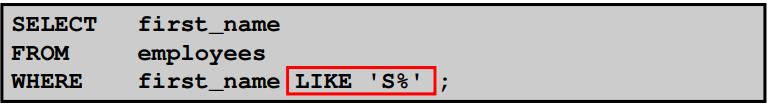 SELECT first_name
FROM employees
WHERE first_name LIKE 'S%' ;